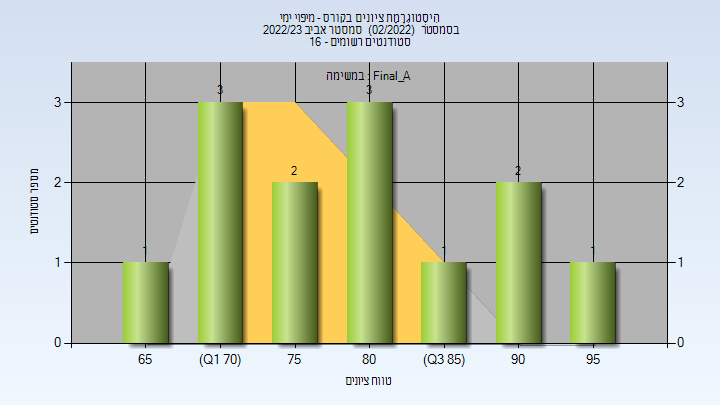 היסטוגרמת ציונים בקורס - מיפוי ימי
בסמסטר (02/2022) סמסטר אביב 2022/23
סטודנטים רשומים - 16
במשימה : Final_A
מספר סטודנטים
3
2
1
0
3
2
1
0
1
3
2
3
1
2
1
65
(Q1 70)
75
80
(Q3 85)
90
95
טווח ציונים